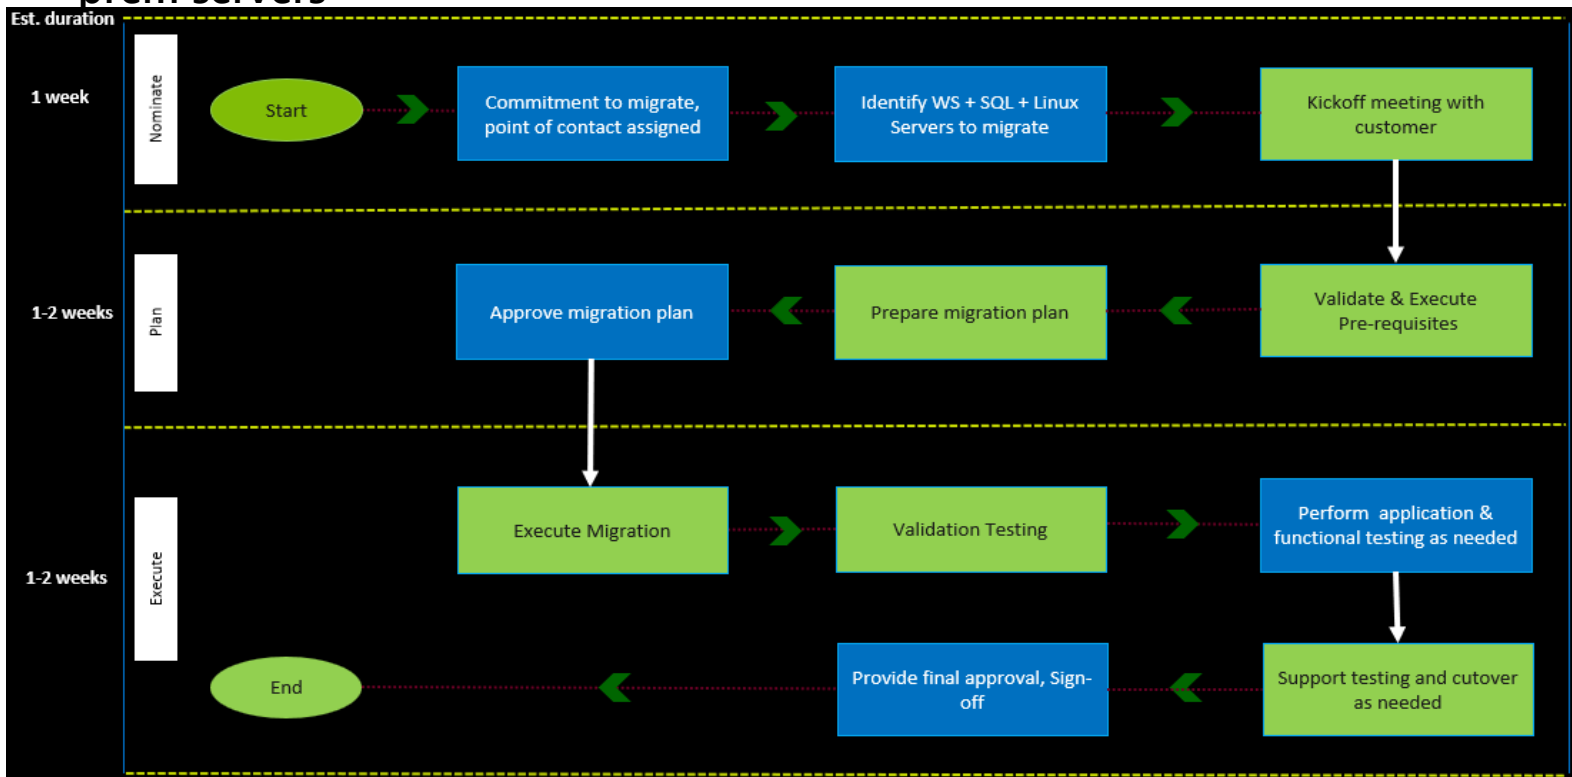 prem servers
Est. duration
1 week
Nominate
Start
Commitment to migrate,
point of contact assigned
Identify WS + SQL + Linux
Servers to migrate
Kickoff meeting with
customer
1-2 weeks
Plan
Approve migration plan
Prepare migration plan
Validate & Execute
Pre-requisites
1-2 weeks
Execute
Execute Migration
Validation Testing
Perform application &
functional testing as needed
End
Provide final approval, Sign-
off
Support testing and cutover
as needed